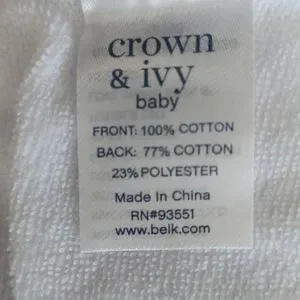 crown
& ivy
baby
FRONT: 100% COTTON
BACK: 77% COTTON
23% POLYESTER
Made In China
RN#93551
www.belk.com